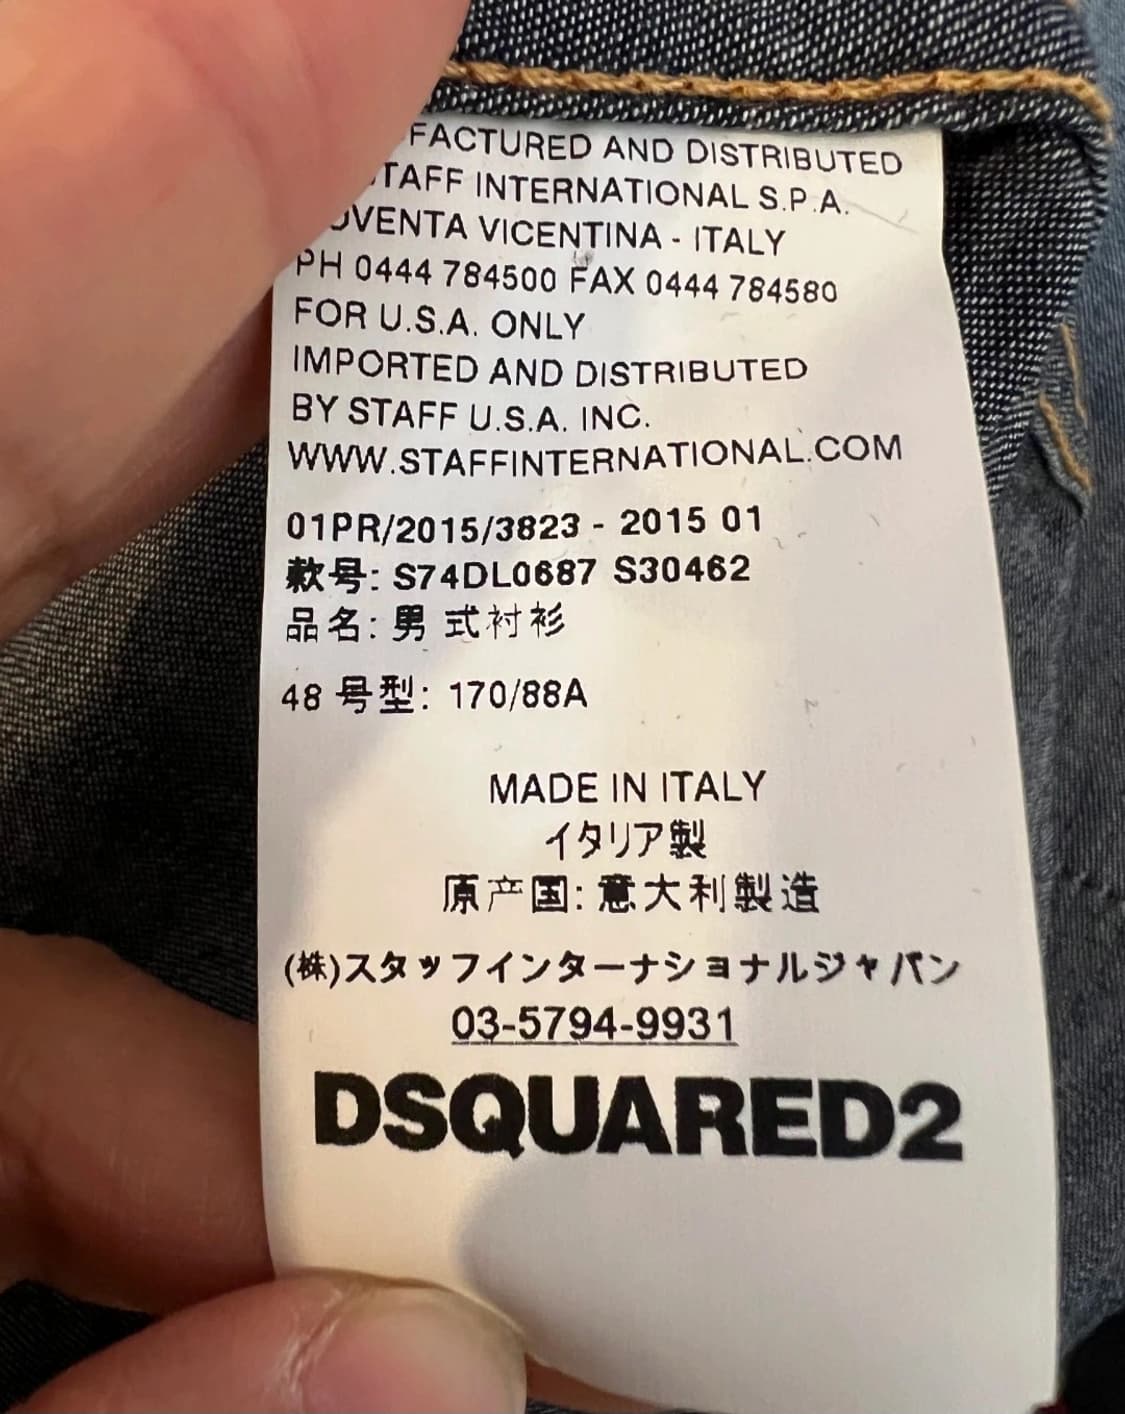 FACTURED AND DISTRIBUTED
TAFF INTERNATIONAL S.P.A.
OVENTA VICENTINA - ITALY
PH 0444 784500 FAX 0444 784580
FOR U.S.A. ONLY
IMPORTED AND DISTRIBUTED
BY STAFF U.S.A. INC.
WWW.STAFFINTERNATIONAL.COM
01PR/2015/3823 - 2015 01
款号: S74DL0687 S30462
品名: 男 式衬衫
48 号型: 170/88A
MADE IN ITALY
イタリア製
原产国: 意大利製造
(株)スタッフインターナショナルジャパン
03-5794-9931
DSQUARED2